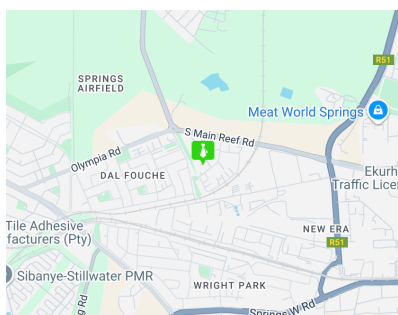 SPRINGS
AIRFIELD
R51
Meat World Springs
S Main Reef Rd
Olympia Rd
DAL FOUCHE
Ekurh
Traffic Licen
Tile Adhesive
facturers (Pty)
NEW ERA
R51
Sibanye-Stillwater PMR
WRIGHT PARK
g Rd
Springs W Rd